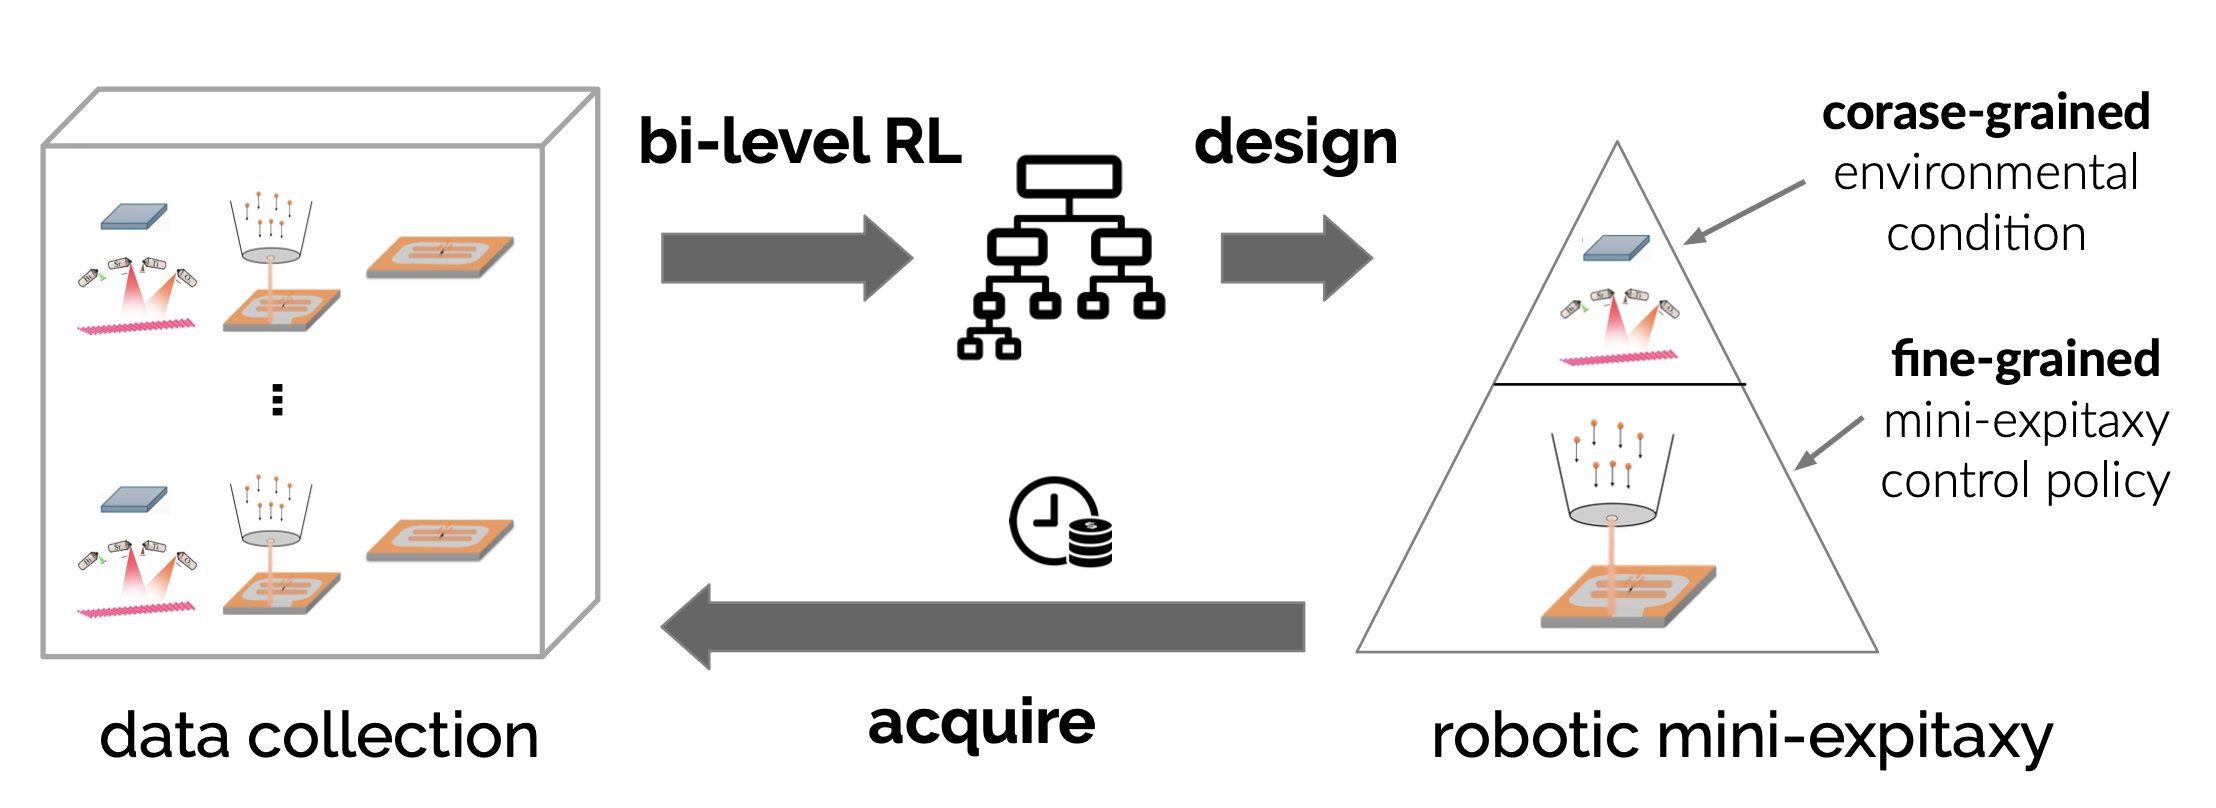 bi-level RL
design
corase-grained
environmental
condition
fine-grained
mini-expitaxy
control policy
acquire
data collection
robotic mini-expitaxy